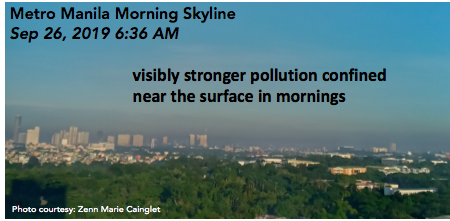 Metro Manila Morning Skyline
Sep 26, 2019 6:36 AM
visibly stronger pollution confined
near the surface in mornings
Photo courtesy: Zenn Marie Cainglet